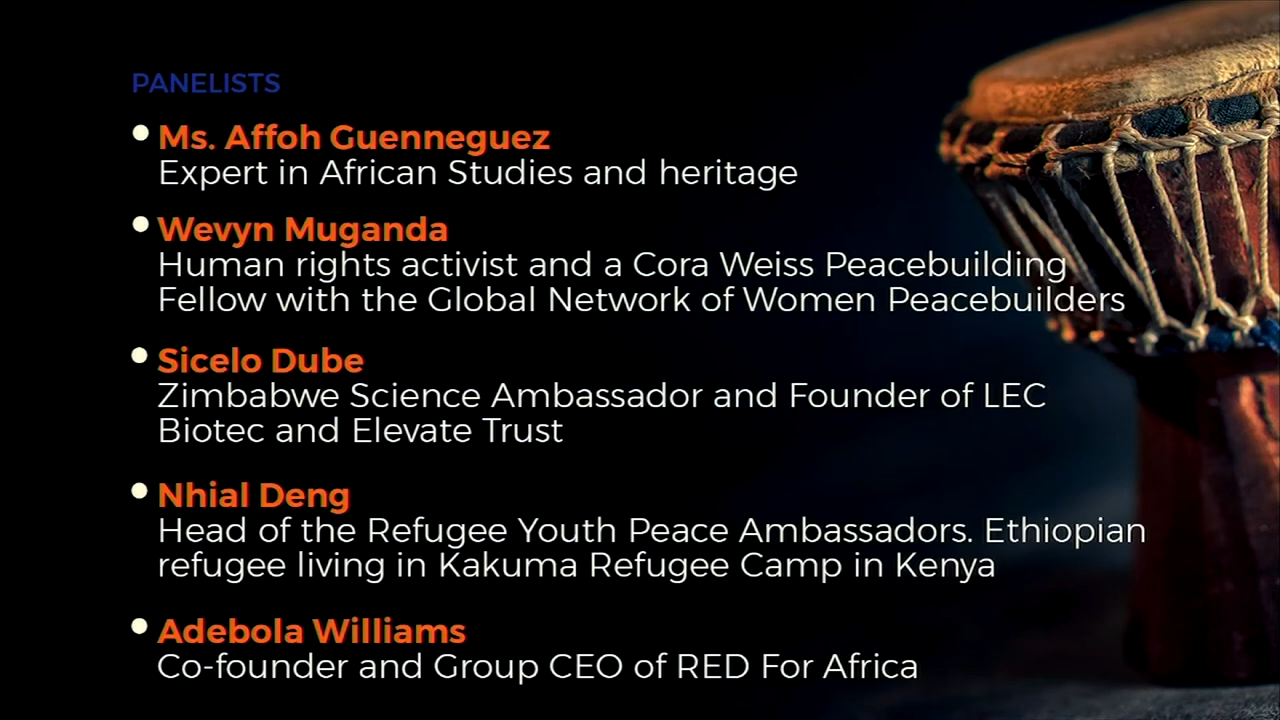 PANELISTS
• Ms. Affoh Guenneguez
Expert in African Studies and heritage
• Wevyn Muganda
Human rights activist and a Cora Weiss Peacebuilding
Fellow with the Global Network of Women Peacebuilders
• Sicelo Dube
Zimbabwe Science Ambassador and Founder of LEC
Biotec and Elevate Trust
• Nhial Deng
Head of the Refugee Youth Peace Ambassadors. Ethiopian
refugee living in Kakuma Refugee Camp in Kenya
• Adebola Williams
Co-founder and Group CEO of RED For Africa